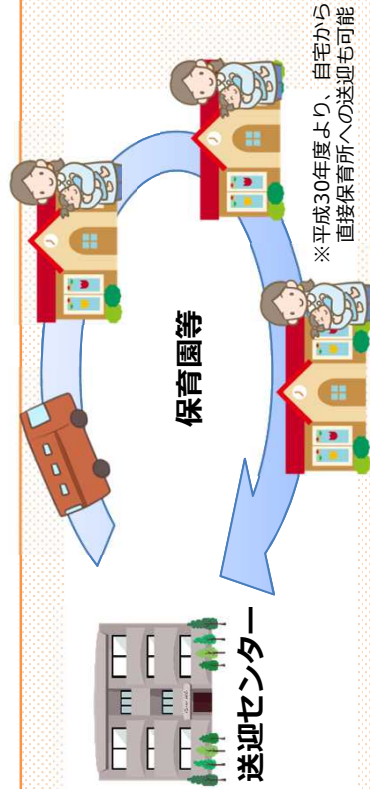 保育園等
送迎センター
※平成30年度より、自宅から
直接保育所への送迎も可能